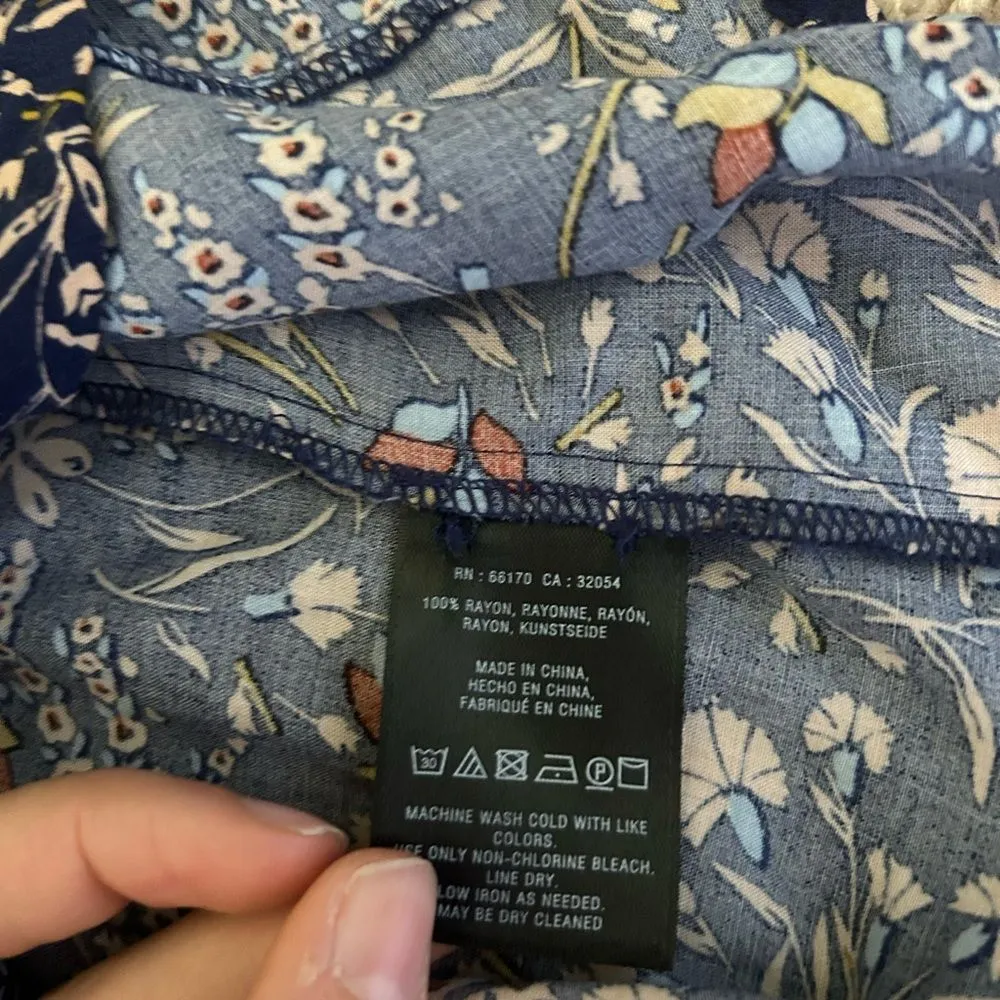 RN : 66170 CA : 32054
100% RAYON, RAYONNE, RAYÓN,
RAYON, KUNSTSEIDE
MADE IN CHINA,
HECHO EN CHINA,
FABRIQUÉ EN CHINE
30 P
MACHINE WASH COLD WITH LIKE
COLORS.
USE ONLY NON-CHLORINE BLEACH.
LINE DRY.
LOW IRON AS NEEDED.
MAY BE DRY CLEANED